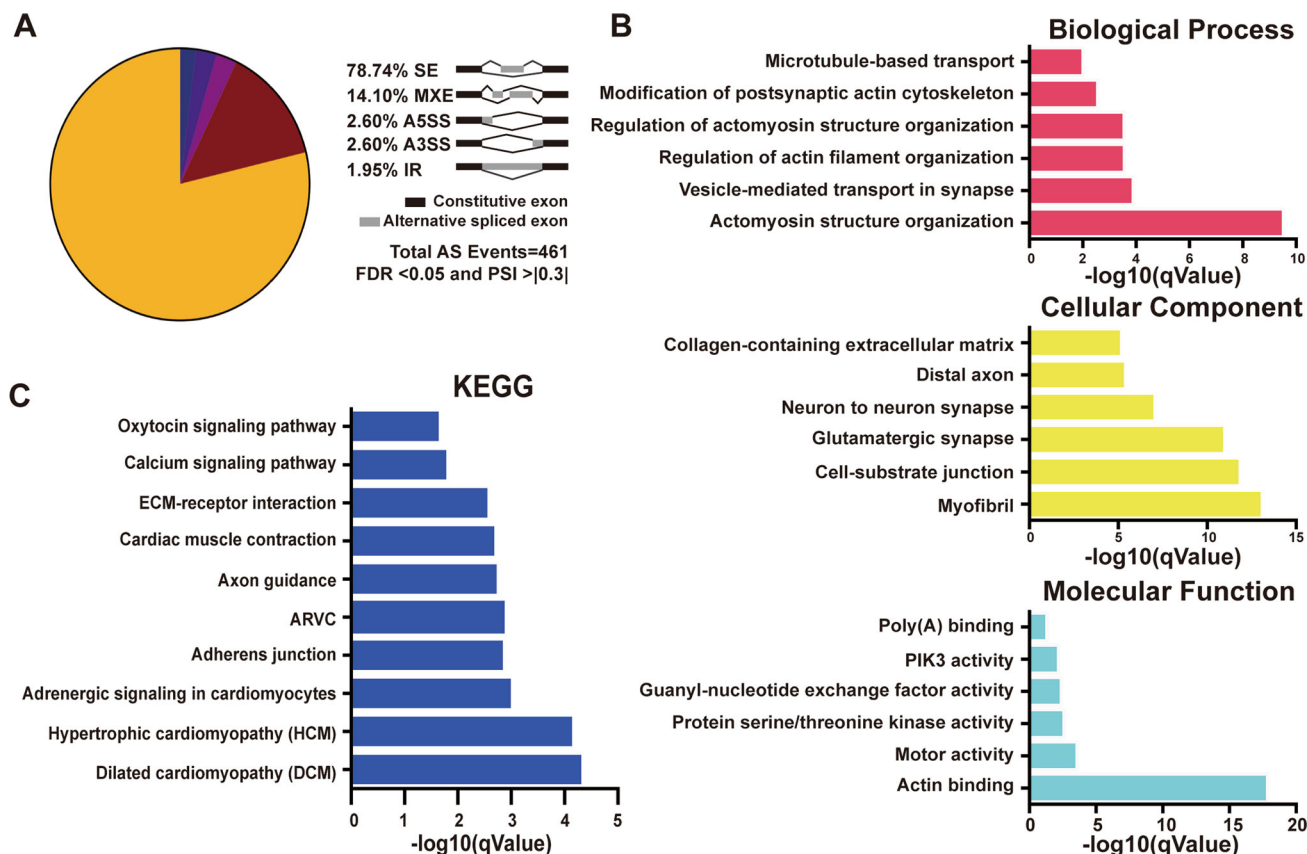 A
78.74% SE
14.10% MXE
2.60% A5SS
2.60% A3SS
1.95% IR
Constitutive exon
Alternative spliced exon
Total AS Events=461
FDR <0.05 and PSI >|0.3|
B
Biological Process
Microtubule-based transport
Modification of postsynaptic actin cytoskeleton
Regulation of actomyosin structure organization
Regulation of actin filament organization
Vesicle-mediated transport in synapse
Actomyosin structure organization
0 2 4 6 8 10
-log10(qValue)
Cellular Component
Collagen-containing extracellular matrix
Distal axon
Neuron to neuron synapse
Glutamatergic synapse
Cell-substrate junction
Myofibril
0 5 10 15
-log10(qValue)
Molecular Function
Poly(A) binding
PIK3 activity
Guanyl-nucleotide exchange factor activity
Protein serine/threonine kinase activity
Motor activity
Actin binding
0 5 10 15 20
-log10(qValue)
C
KEGG
Oxytocin signaling pathway
Calcium signaling pathway
ECM-receptor interaction
Cardiac muscle contraction
Axon guidance
ARVC
Adherens junction
Adrenergic signaling in cardiomyocytes
Hypertrophic cardiomyopathy (HCM)
Dilated cardiomyopathy (DCM)
0 1 2 3 4 5
-log10(qValue)